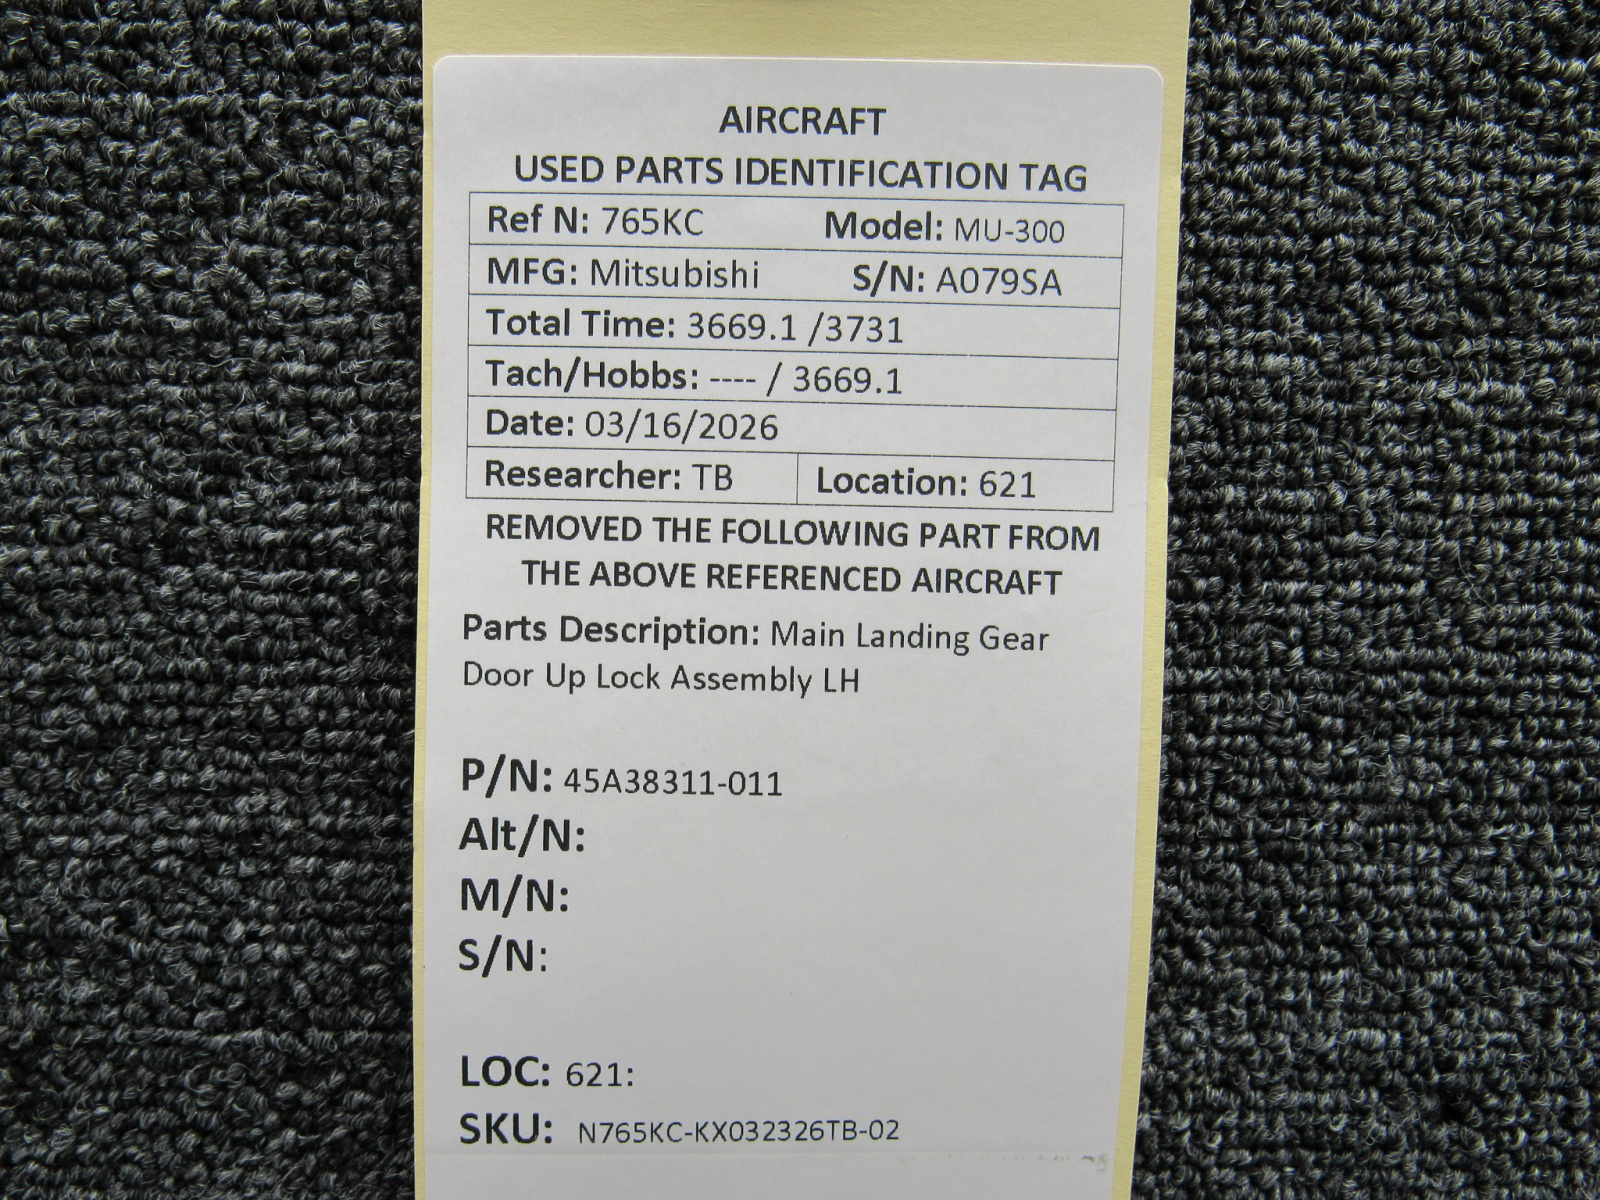 AIRCRAFT
USED PARTS IDENTIFICATION TAG
Ref N: 765KC Model: MU-300
MFG: Mitsubishi S/N: A079SA
Total Time: 3669.1 /3731
Tach/Hobbs: ---- / 3669.1
Date: 03/16/2026
Researcher: TB Location: 621
REMOVED THE FOLLOWING PART FROM
THE ABOVE REFERENCED AIRCRAFT
Parts Description: Main Landing Gear
Door Up Lock Assembly LH
P/N: 45A38311-011
Alt/N:
M/N:
S/N:
LOC: 621:
SKU: N765KC-KX032326TB-02